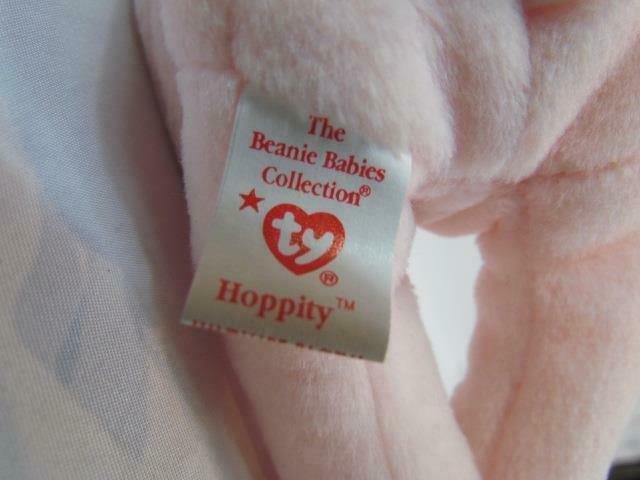 The
Beanie Babies
Collection®
★ ty ®
Hoppity™